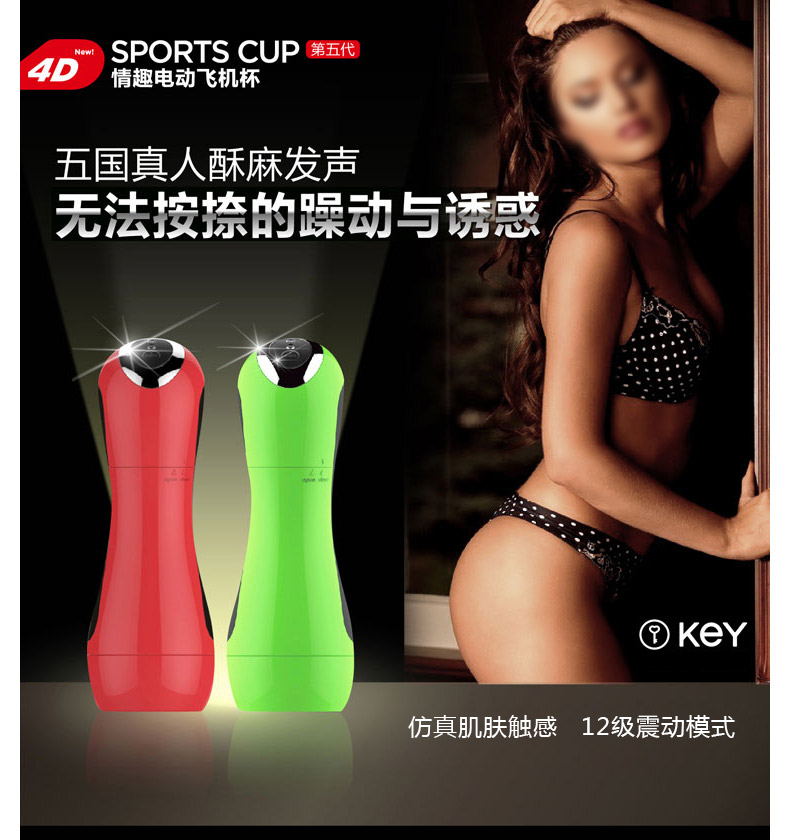 New!
4D
SPORTS CUP 第五代
情趣电动飞机杯
五国真人酥麻发声
无法按捺的躁动与诱惑
KEY
仿真肌肤触感 12级震动模式